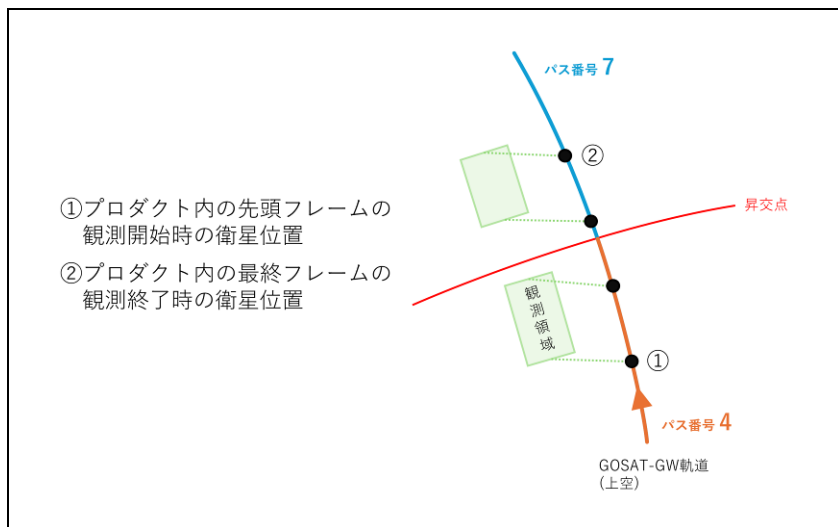 ①プロダクト内の先頭フレームの
観測開始時の衛星位置
②プロダクト内の最終フレームの
観測終了時の衛星位置
パス番号 7
②
昇交点
観測領域
①
パス番号 4
GOSAT-GW軌道
(上空)